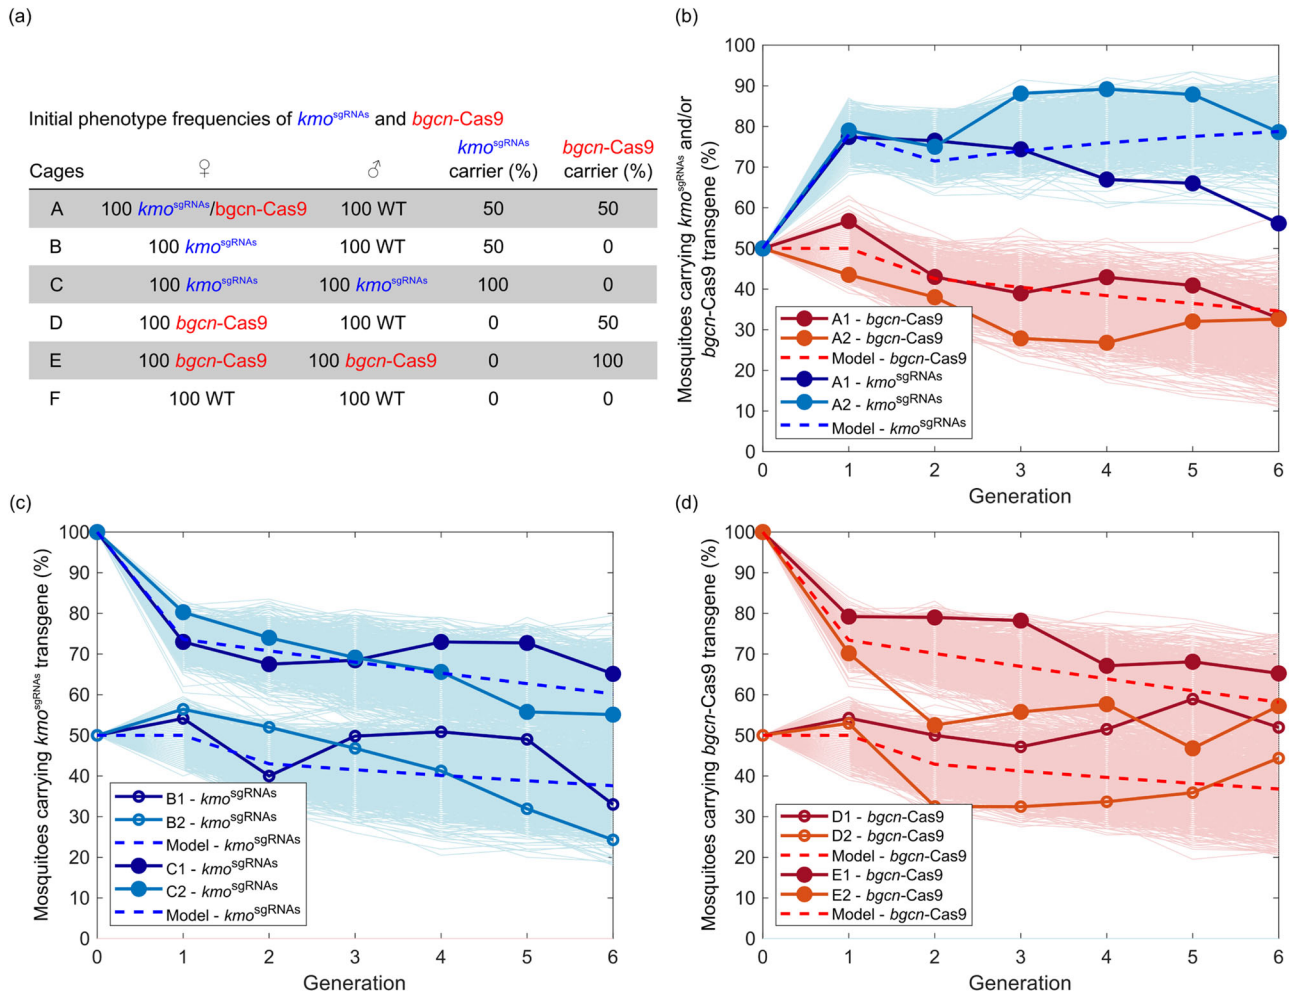 (a)
Initial phenotype frequencies of kmo^sgRNAs and bgcn-Cas9
Cages ♀ ♂ kmo^sgRNAs carrier (%) bgcn-Cas9 carrier (%)
A 100 kmo^sgRNAs/bgcn-Cas9 100 WT 50 50
B 100 kmo^sgRNAs 100 WT 50 0
C 100 kmo^sgRNAs 100 kmo^sgRNAs 100 0
D 100 bgcn-Cas9 100 WT 0 50
E 100 bgcn-Cas9 100 bgcn-Cas9 0 100
F 100 WT 100 WT 0 0
(b)
Mosquitoes carrying kmo^sgRNAs and/or
bgcn-Cas9 transgene (%)
100
90
80
70
60
50
40
30
20
10
0
A1 - bgcn-Cas9
A2 - bgcn-Cas9
Model - bgcn-Cas9
A1 - kmo^sgRNAs
A2 - kmo^sgRNAs
Model - kmo^sgRNAs
0 1 2 3 4 5 6
Generation
(c)
Mosquitoes carrying kmo^sgRNAs transgene (%)
100
90
80
70
60
50
40
30
20
10
0
B1 - kmo^sgRNAs
B2 - kmo^sgRNAs
Model - kmo^sgRNAs
C1 - kmo^sgRNAs
C2 - kmo^sgRNAs
Model - kmo^sgRNAs
0 1 2 3 4 5 6
Generation
(d)
Mosquitoes carrying bgcn-Cas9 transgene (%)
100
90
80
70
60
50
40
30
20
10
0
D1 - bgcn-Cas9
D2 - bgcn-Cas9
Model - bgcn-Cas9
E1 - bgcn-Cas9
E2 - bgcn-Cas9
Model - bgcn-Cas9
0 1 2 3 4 5 6
Generation